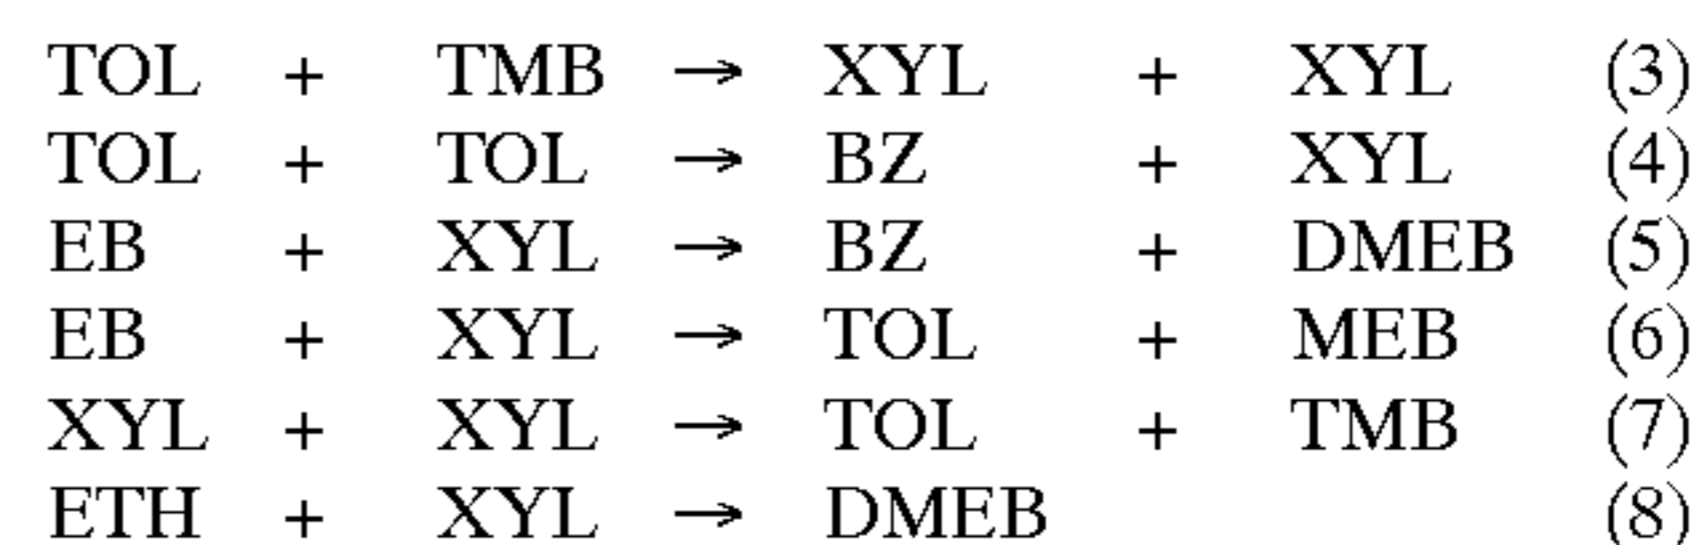 TOL + TMB → XYL + XYL (3)
TOL + TOL → BZ + XYL (4)
EB + XYL → BZ + DMEB (5)
EB + XYL → TOL + MEB (6)
XYL + XYL → TOL + TMB (7)
ETH + XYL → DMEB (8)